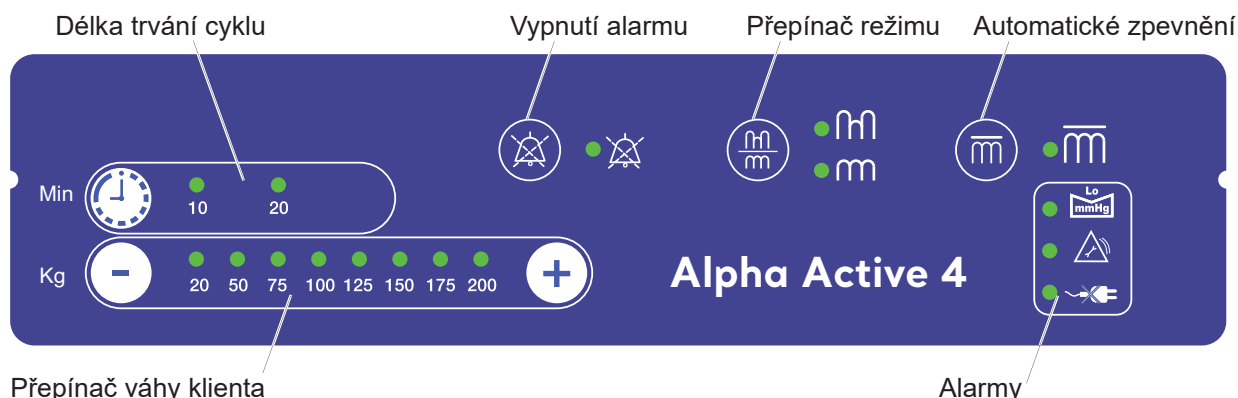 Délka trvání cyklu
Vypnutí alarmu
Přepínač režimu
Automatické zpevnění
Min
10 20
Lo
mmHg
Kg
- 20 50 75 100 125 150 175 200 +
Alpha Active 4
Přepínač váhy klienta
Alarmy